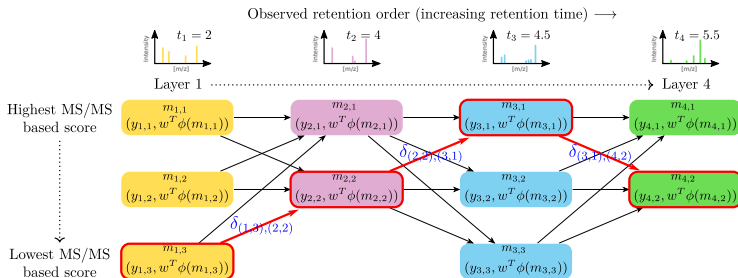 Observed retention order (increasing retention time) ⟶
t₁ = 2
t₂ = 4
t₃ = 4.5
t₄ = 5.5
Intensity
Intensity
Intensity
Intensity
[m/z]
[m/z]
[m/z]
[m/z]
Layer 1
Layer 4
Highest MS/MS
based score
m₁,₁
(y₁,₁, wᵀϕ(m₁,₁))
m₂,₁
(y₂,₁, wᵀϕ(m₂,₁))
m₃,₁
(y₃,₁, wᵀϕ(m₃,₁))
m₄,₁
(y₄,₁, wᵀϕ(m₄,₁))
δ₍₂,₂₎,₍₃,₁₎
δ₍₃,₁₎,₍₄,₂₎
m₁,₂
(y₁,₂, wᵀϕ(m₁,₂))
m₂,₂
(y₂,₂, wᵀϕ(m₂,₂))
m₃,₂
(y₃,₂, wᵀϕ(m₃,₂))
m₄,₂
(y₄,₂, wᵀϕ(m₄,₂))
δ₍₁,₃₎,₍₂,₂₎
Lowest MS/MS
based score
m₁,₃
(y₁,₃, wᵀϕ(m₁,₃))
m₃,₃
(y₃,₃, wᵀϕ(m₃,₃))